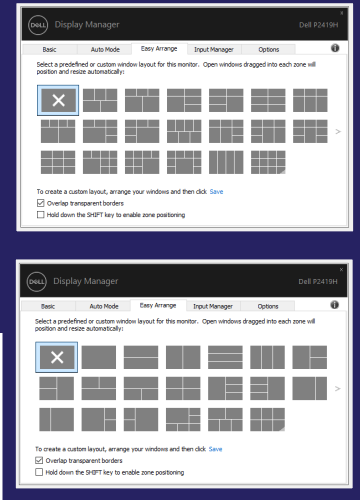 x
DELL Display Manager Dell P2419H
Basic Auto Mode Easy Arrange Input Manager Options
Select a predefined or custom window layout for this monitor. Open windows dragged into each zone will
position and resize automatically:
To create a custom layout, arrange your windows and then click Save
Overlap transparent borders
Hold down the SHIFT key to enable zone positioning
x
DELL Display Manager Dell P2419H
Basic Auto Mode Easy Arrange Input Manager Options
Select a predefined or custom window layout for this monitor. Open windows dragged into each zone will
position and resize automatically:
To create a custom layout, arrange your windows and then click Save
Overlap transparent borders
Hold down the SHIFT key to enable zone positioning